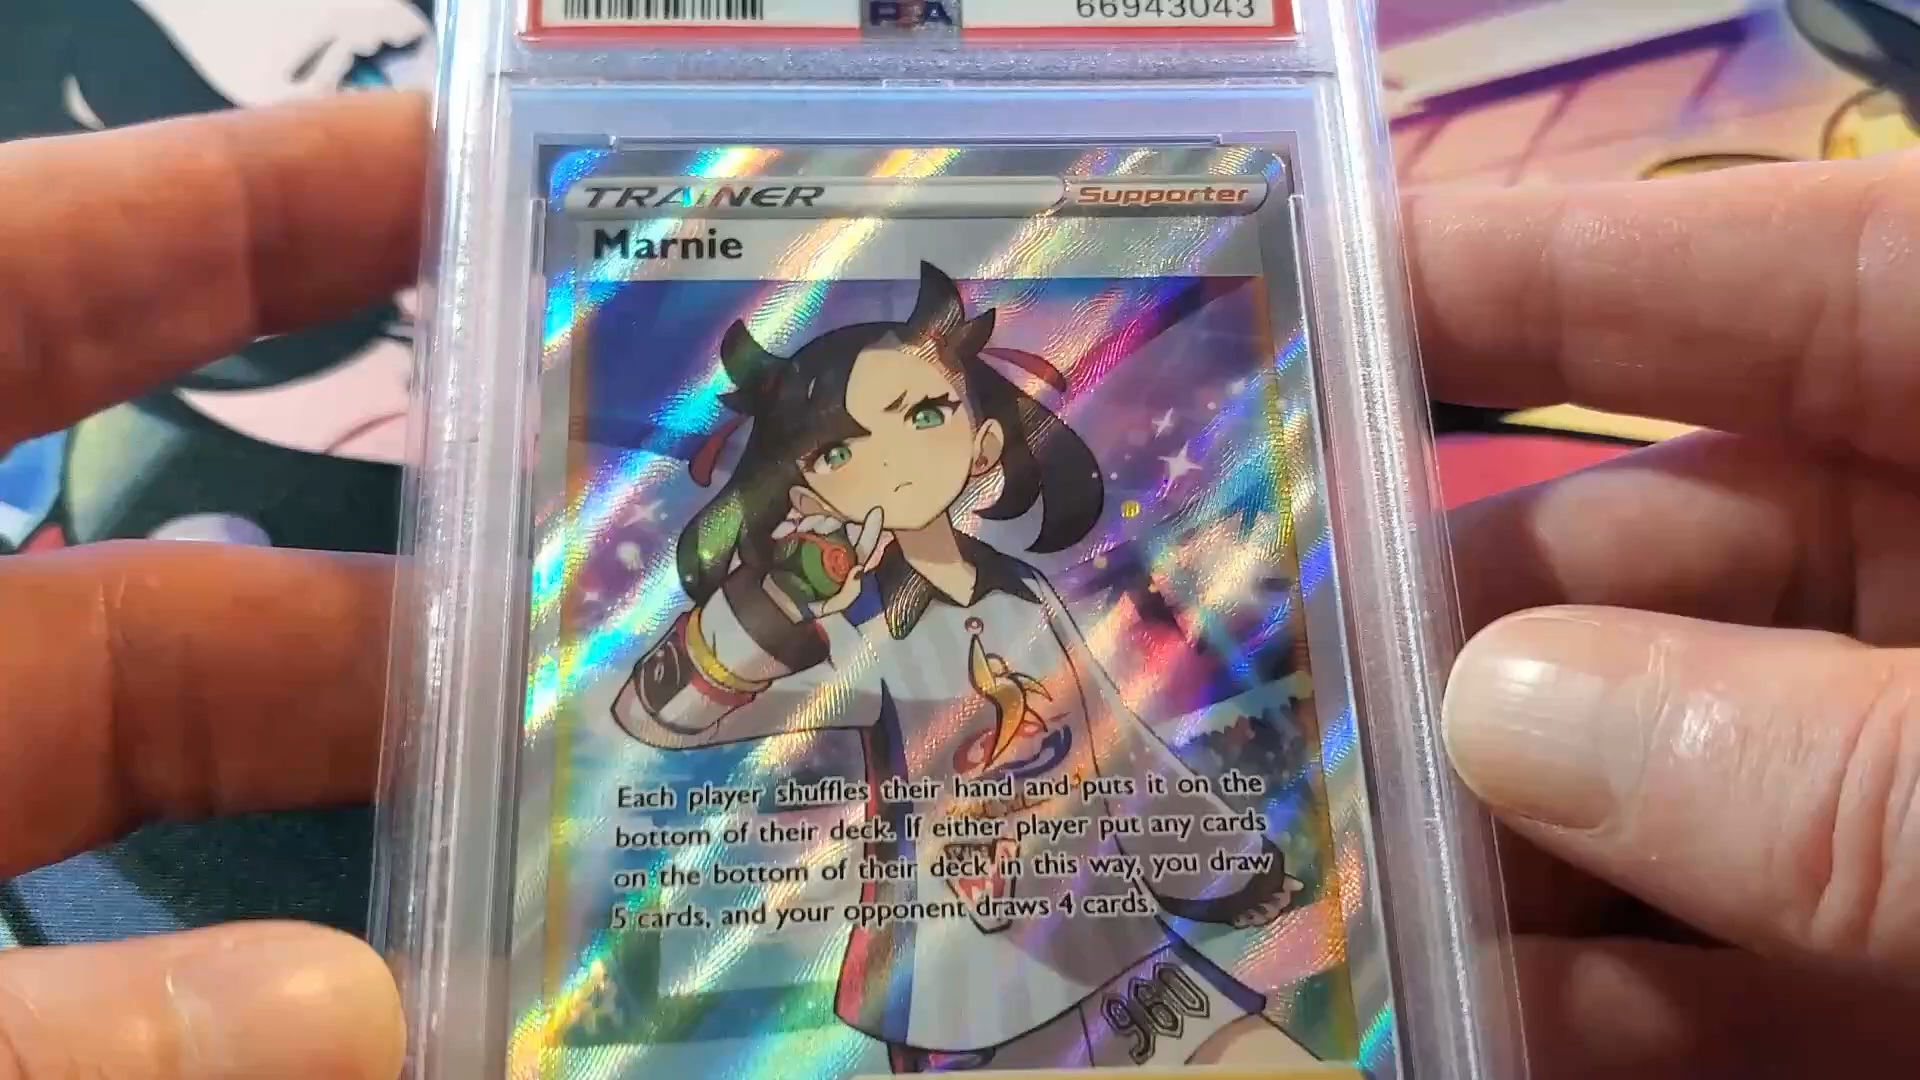 PSA
66943043
TRAINER
Supporter
Marnie
Each player shuffles their hand and puts it on the
bottom of their deck. If either player put any cards
on the bottom of their deck in this way, you draw
5 cards, and your opponent draws 4 cards.
960